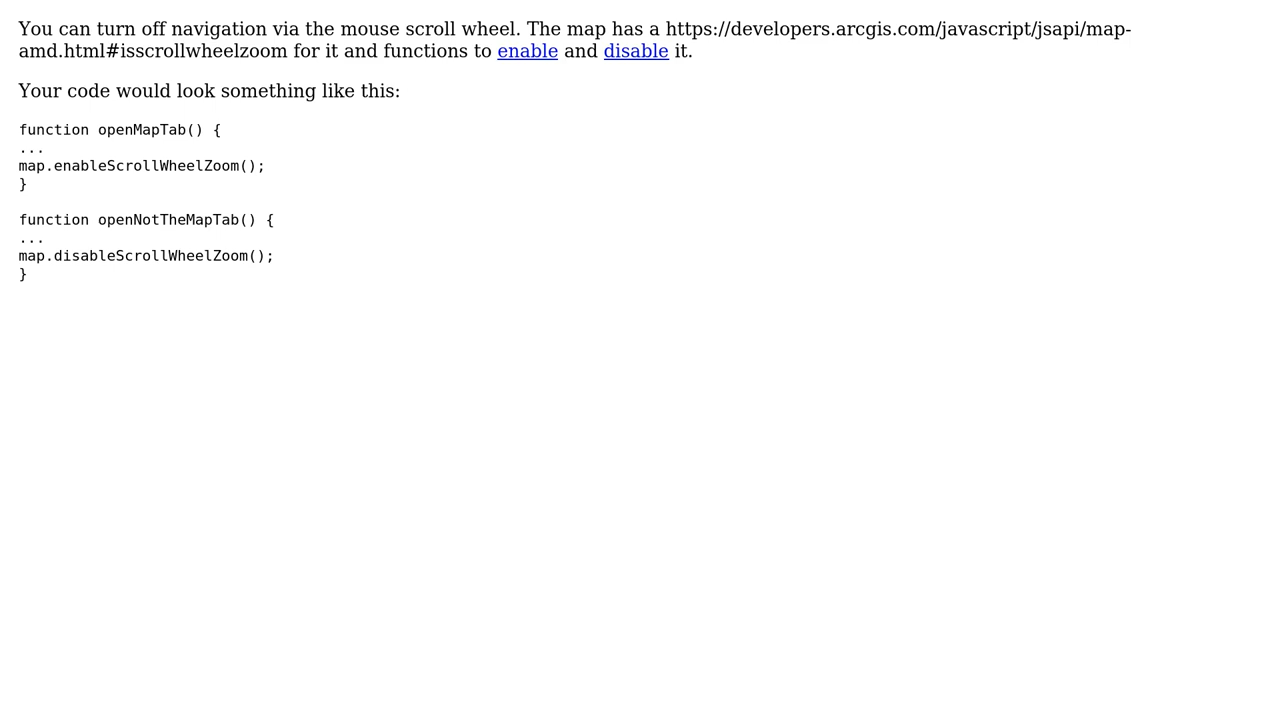 You can turn off navigation via the mouse scroll wheel. The map has a https://developers.arcgis.com/javascript/jsapi/map-
amd.html#isscrollwheelzoom for it and functions to enable and disable it.
Your code would look something like this:
function openMapTab() {
...
map.enableScrollWheelZoom();
}
function openNotTheMapTab() {
...
map.disableScrollWheelZoom();
}